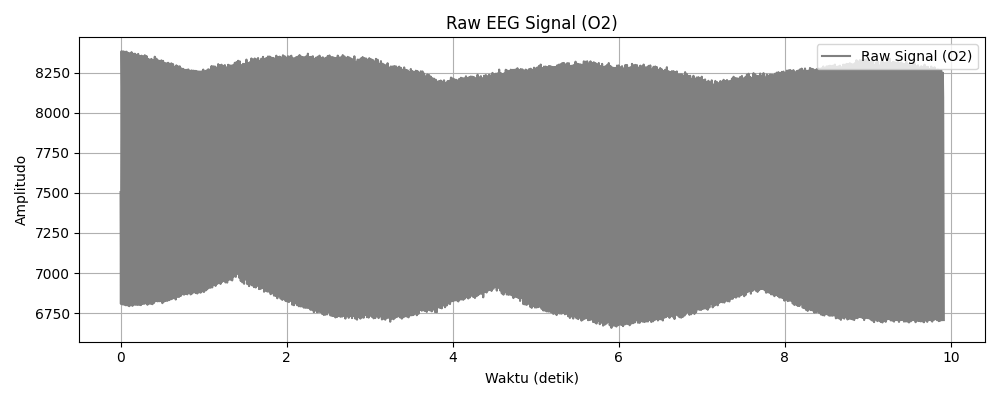 Raw EEG Signal (O2)
Raw Signal (O2)
8250
8000
7750
7500
7250
7000
6750
Amplitudo
0 2 4 6 8 10
Waktu (detik)